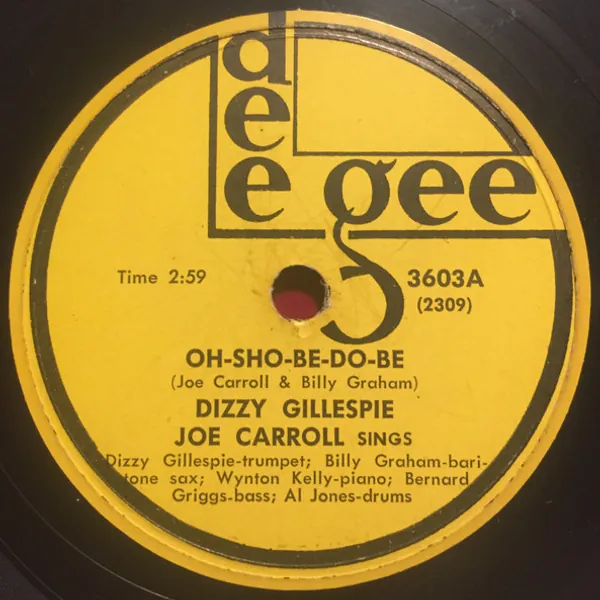 dee gee
Time 2:59
3603A
(2309)
OH-SHO-BE-DO-BE
(Joe Carroll & Billy Graham)
DIZZY GILLESPIE
JOE CARROLL SINGS
Dizzy Gillespie-trumpet; Billy Graham-bari-
tone sax; Wynton Kelly-piano; Bernard
Griggs-bass; Al Jones-drums